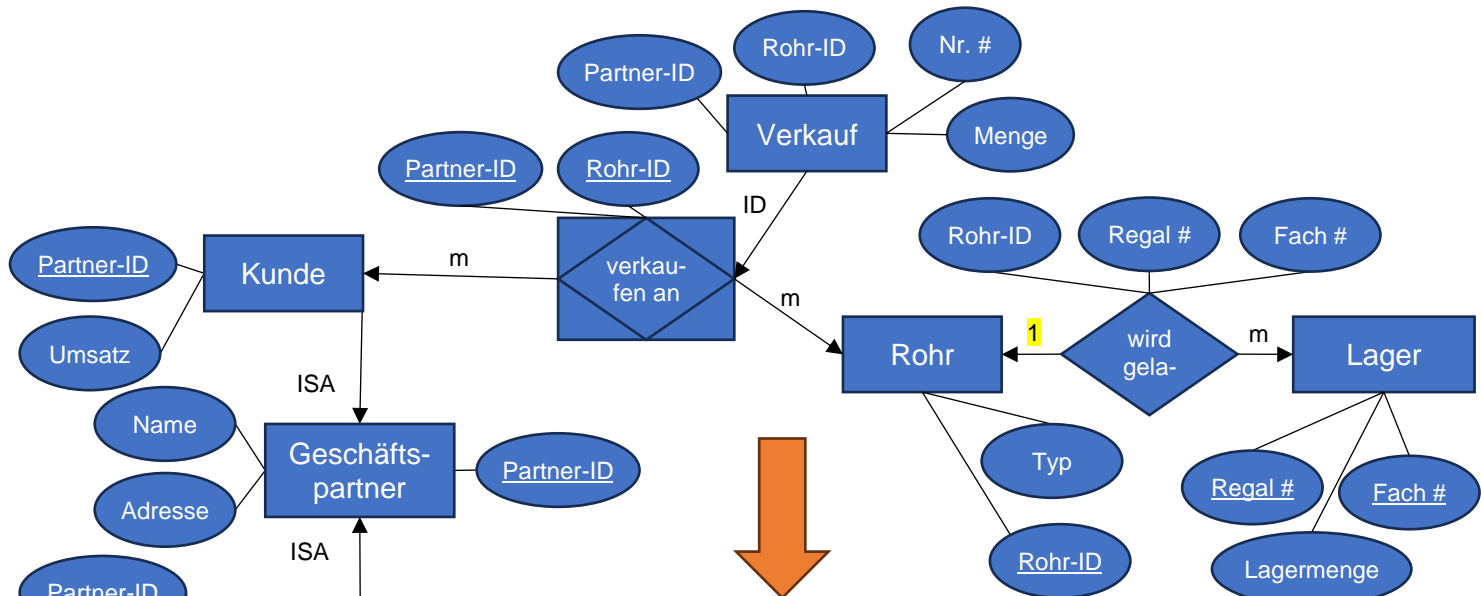 Rohr-ID
Nr. #
Partner-ID
Verkauf
Menge
Partner-ID
Rohr-ID
ID
Rohr-ID
Regal #
Fach #
Partner-ID
Kunde
m
verkau-
fen an
m
Umsatz
Rohr
1
wird
gela-
m
Lager
ISA
Name
Geschäfts-
partner
Partner-ID
Typ
Adresse
Regal #
Fach #
ISA
Rohr-ID
Lagermenge
Partner-ID